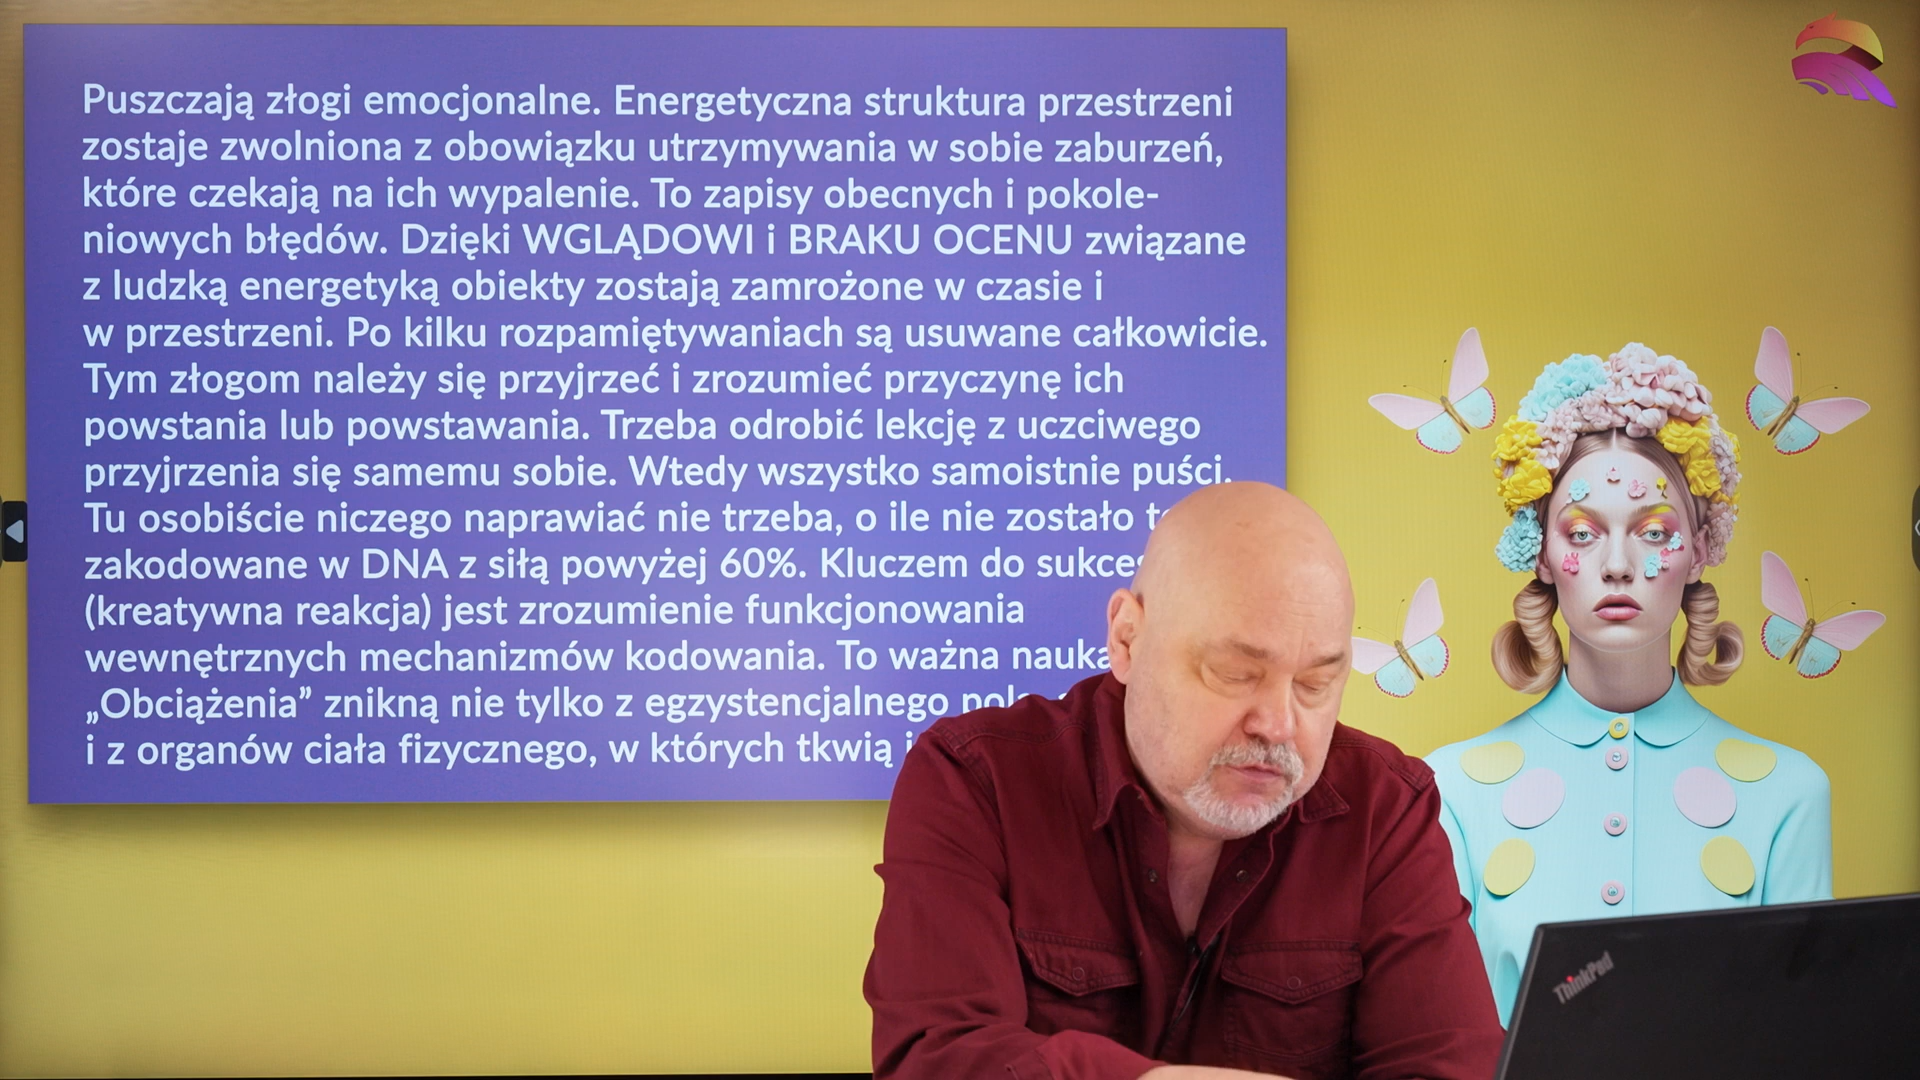 Puszczają złogi emocjonalne. Energetyczna struktura przestrzeni
zostaje zwolniona z obowiązku utrzymywania w sobie zaburzeń,
które czekają na ich wypalenie. To zapisy obecnych i pokole-
niowych błędów. Dzięki WGLĄDOWI i BRAKU OCENU związane
z ludzką energetyką obiekty zostają zamrożone w czasie i
w przestrzeni. Po kilku rozpamiętywaniach są usuwane całkowicie.
Tym złogom należy się przyjrzeć i zrozumieć przyczynę ich
powstania lub powstawania. Trzeba odrobić lekcję z uczciwego
przyjrzenia się samemu sobie. Wtedy wszystko samoistnie puści.
Tu osobiście niczego naprawiać nie trzeba, o ile nie zostało
zakodowane w DNA z siłą powyżej 60%. Kluczem do
(kreatywna reakcja) jest zrozumienie funkcjonowania
wewnętrznych mechanizmów kodowania. To ważna nauka
„Obciążenia” znikną nie tylko z egzystencjalnego
i z organów ciała fizycznego, w których tkwią
ThinkPad